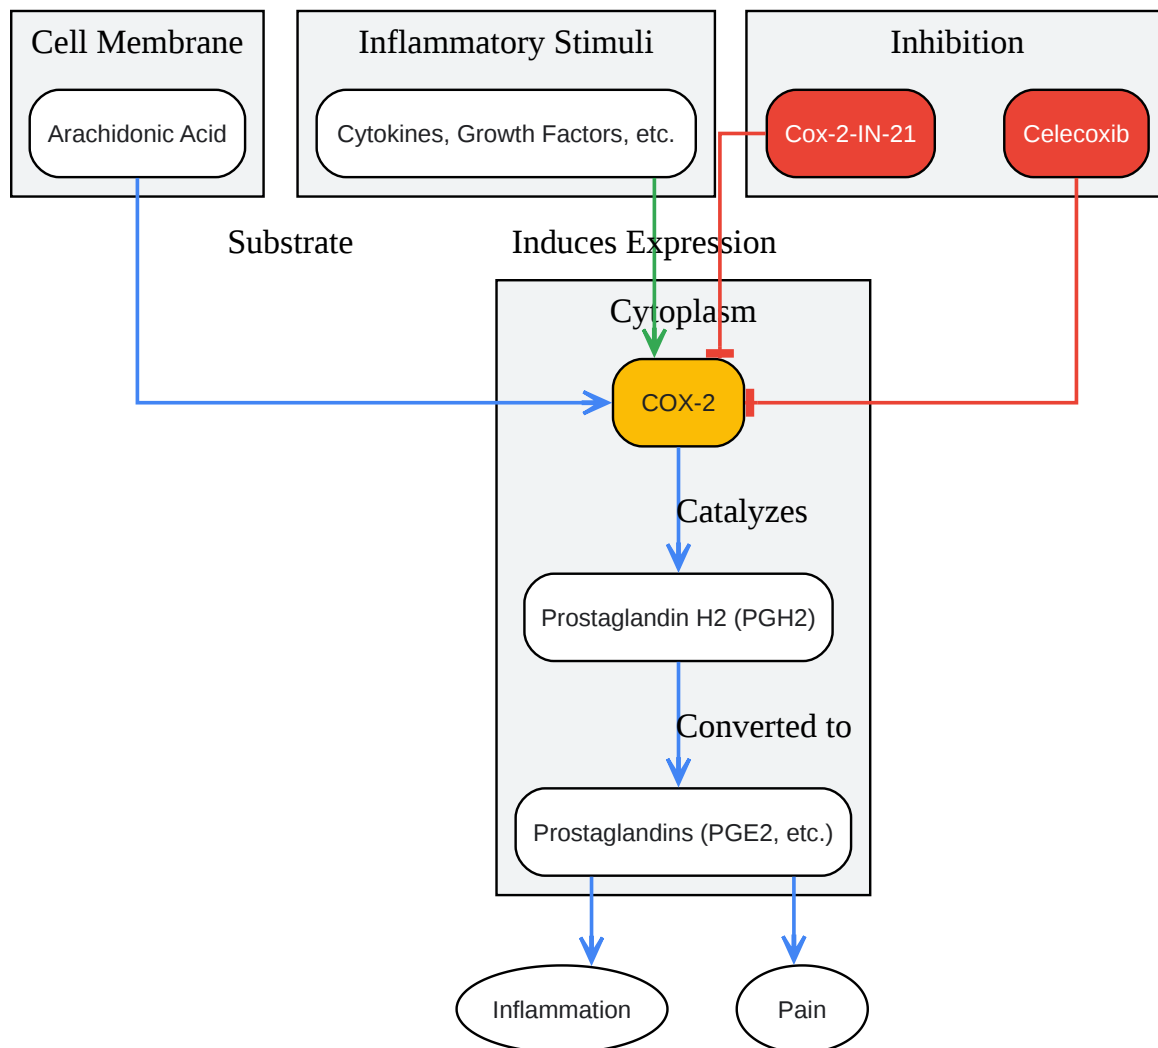 Cell Membrane
Inflammatory Stimuli
Inhibition
Arachidonic Acid
Cytokines, Growth Factors, etc.
Cox-2-IN-21
Celecoxib
Substrate
Induces Expression
Cytoplasm
COX-2
Catalyzes
Prostaglandin H2 (PGH2)
Converted to
Prostaglandins (PGE2, etc.)
Inflammation
Pain